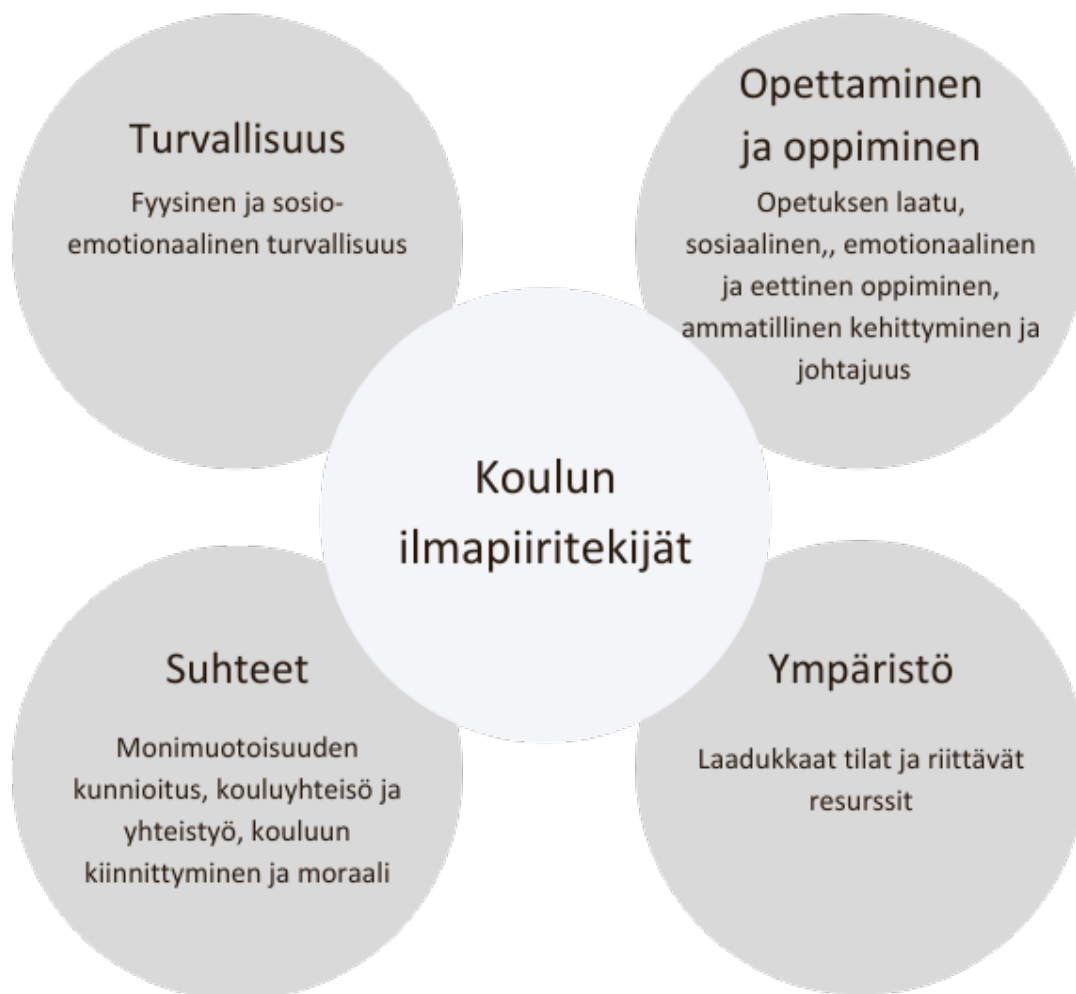 Turvallisuus
Fyysinen ja sosio-
emotionaalinen turvallisuus
Opettaminen
ja oppiminen
Opetuksen laatu,
sosiaalinen,, emotionaalinen
ja eettinen oppiminen,
ammatillinen kehittyminen ja
johtajuus
Koulun
ilmapiiritekijät
Suhteet
Monimuotoisuuden
kunnioitus, kouluyhteisö ja
yhteistyö, kouluun
kiinnittyminen ja moraali
Ympäristö
Laadukkaat tilat ja riittävät
resurssit